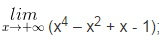 lim x→+∞ (x⁴ – x² + x - 1);